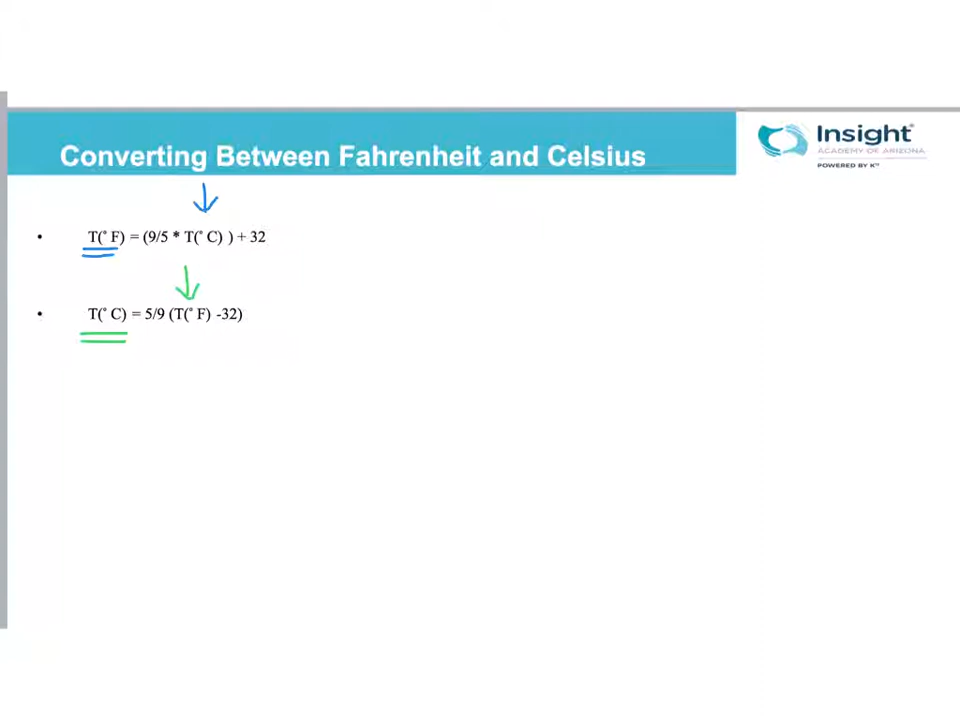 Converting Between Fahrenheit and Celsius
Insight®
ACADEMY OF ARIZONA
POWERED BY K¹²
• T(˚ F) = (9/5 * T(˚ C) ) + 32
• T(˚ C) = 5/9 (T(˚ F) -32)